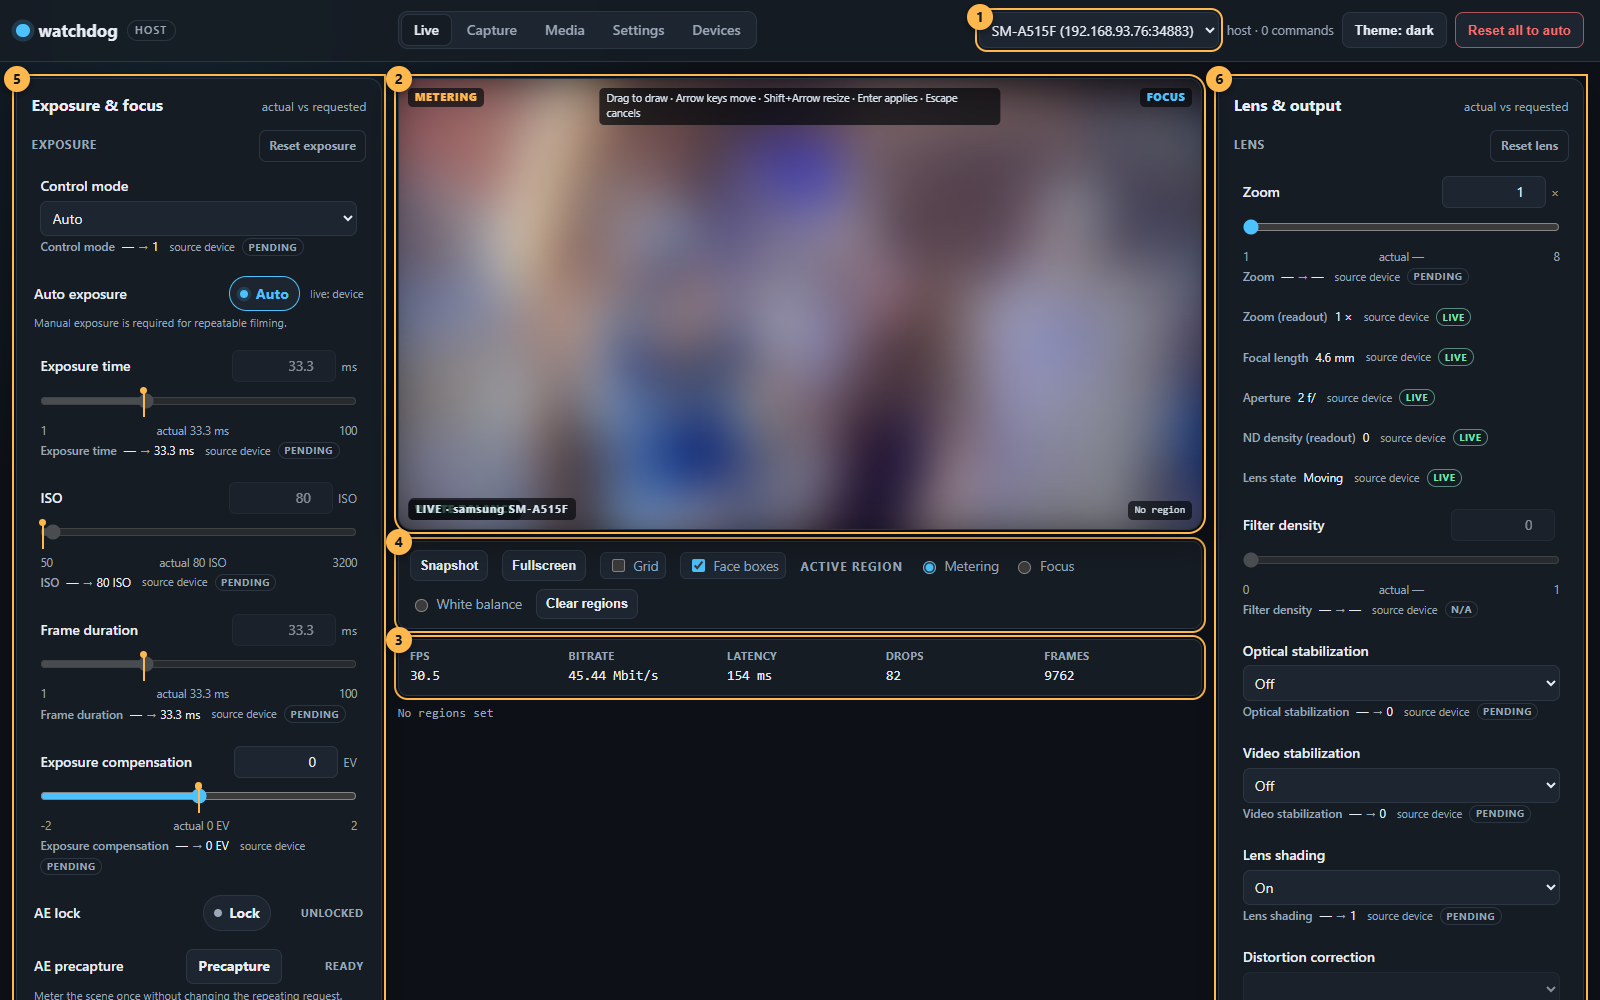 watchdog HOST
Live Capture Media Settings Devices
1 SM-A515F (192.168.93.76:34883) host · 0 commands Theme: dark Reset all to auto
5
Exposure & focus actual vs requested
EXPOSURE Reset exposure
Control mode
Auto
Control mode — → 1 source device PENDING
Auto exposure Auto live: device
Manual exposure is required for repeatable filming.
Exposure time 33.3 ms
1 actual 33.3 ms 100
Exposure time — → 33.3 ms source device PENDING
ISO 80 ISO
50 actual 80 ISO 3200
ISO — → 80 ISO source device PENDING
Frame duration 33.3 ms
1 actual 33.3 ms 100
Frame duration — → 33.3 ms source device PENDING
Exposure compensation 0 EV
-2 actual 0 EV 2
Exposure compensation — → 0 EV source device
PENDING
AE lock Lock UNLOCKED
AE precapture Precapture READY
Meter the scene once without changing the repeating request.
2
METERING
Drag to draw · Arrow keys move · Shift+Arrow resize · Enter applies · Escape
cancels
FOCUS
LIVE · samsung SM-A515F
No region
4
Snapshot Fullscreen Grid Face boxes ACTIVE REGION Metering Focus
White balance Clear regions
3
FPS BITRATE LATENCY DROPS FRAMES
30.5 45.44 Mbit/s 154 ms 82 9762
No regions set
6
Lens & output actual vs requested
LENS Reset lens
Zoom 1 ×
1 actual — 8
Zoom — → — source device PENDING
Zoom (readout) 1 × source device LIVE
Focal length 4.6 mm source device LIVE
Aperture 2 f/ source device LIVE
ND density (readout) 0 source device LIVE
Lens state Moving source device LIVE
Filter density 0
0 actual — 1
Filter density — → — source device N/A
Optical stabilization
Off
Optical stabilization — → 0 source device PENDING
Video stabilization
Off
Video stabilization — → 0 source device PENDING
Lens shading
On
Lens shading — → 1 source device PENDING
Distortion correction